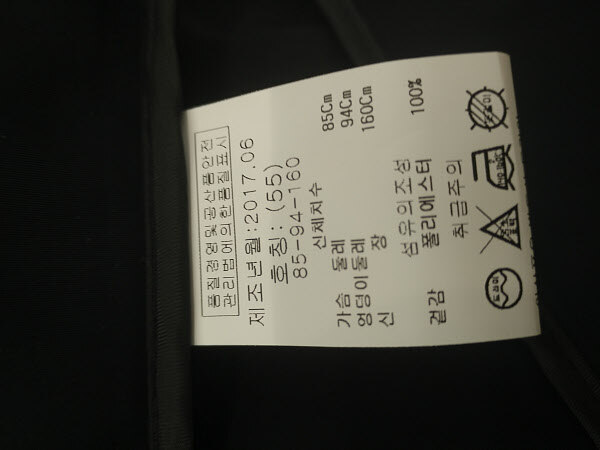 품질경영및공산품안전
관리법에의한품질표시
제조년월:2017.06
호칭: (55)
85-94-160
신체치수
가슴 둘레 85Cm
엉덩이둘레 94Cm
신 장 160Cm
섬유의조성
겉감 폴리에스터 100%
취급주의
드라이